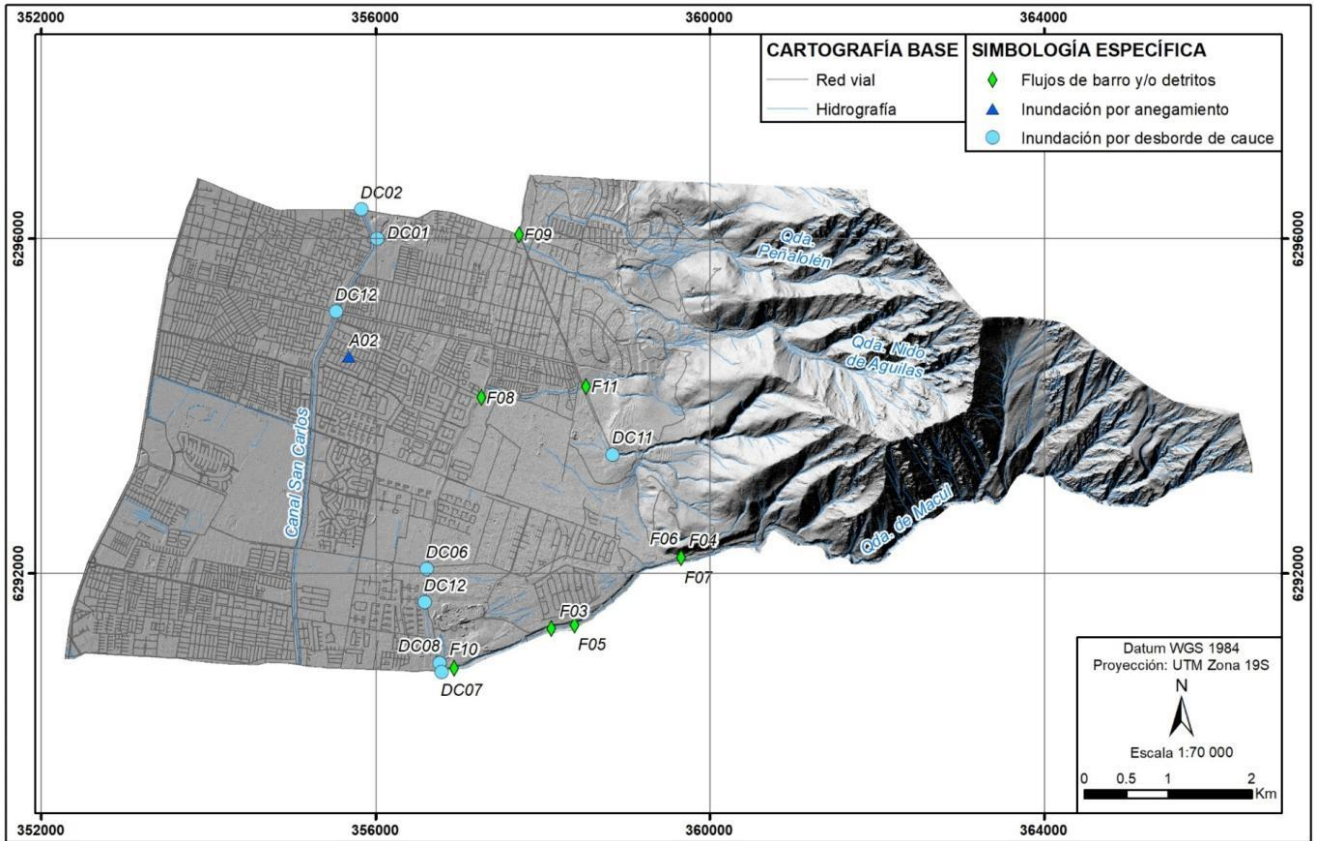 352000
356000
360000
364000
CARTOGRAFÍA BASE
Red vial
Hidrografía
SIMBOLOGÍA ESPECÍFICA
Flujos de barro y/o detritos
Inundación por anegamiento
Inundación por desborde de cauce
6296000
6296000
DC02
DC01
F09
Qda.
Peñalolén
DC12
A02
Qda. Nido
de Aguilas
F08
F11
DC11
Canal San Carlos
Qda. de Macul
F06
F04
F07
6292000
6292000
DC06
DC12
F03
F05
DC08
F10
DC07
Datum WGS 1984
Proyección: UTM Zona 19S
N
Escala 1:70 000
0 0.5 1 2
Km
352000
356000
360000
364000